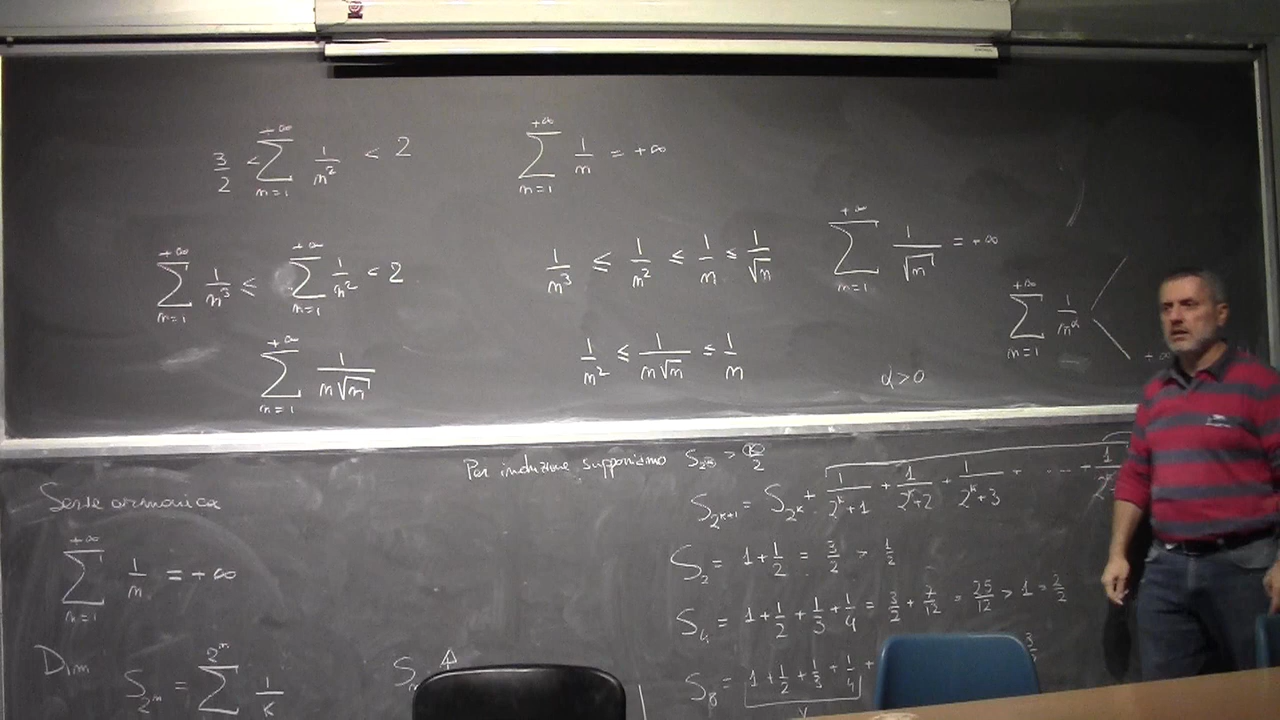 3/2 < ∑_{n=1}^{+∞} 1/n² < 2
∑_{n=1}^{+∞} 1/n = +∞
∑_{n=1}^{+∞} 1/n³ ≤ ∑_{n=1}^{+∞} 1/n² < 2
1/n³ ≤ 1/n² ≤ 1/n ≤ 1/√n
∑_{n=1}^{+∞} 1/√n = +∞
∑_{n=1}^{+∞} 1/n^α < +∞
∑_{n=1}^{+∞} 1/(n√n)
1/n² ≤ 1/(n√n) ≤ 1/n
α > 0
Serie armonica
∑_{n=1}^{+∞} 1/n = +∞
Dim
S_{2^n} = ∑^{2^n} 1/k
Per induzione supponiamo
S_{2^{k+1}} = S_{2^k} + 1/(2^k+1) + 1/(2^k+2) + 1/(2^k+3) + ... +
S_2 = 1 + 1/2 = 3/2 > 1/2
S_4 = 1 + 1/2 + 1/3 + 1/4 = 3/2 + 7/12 = 25/12 > 1 = 2/2
S_8 = 1 + 1/2 + 1/3 + 1/4 +